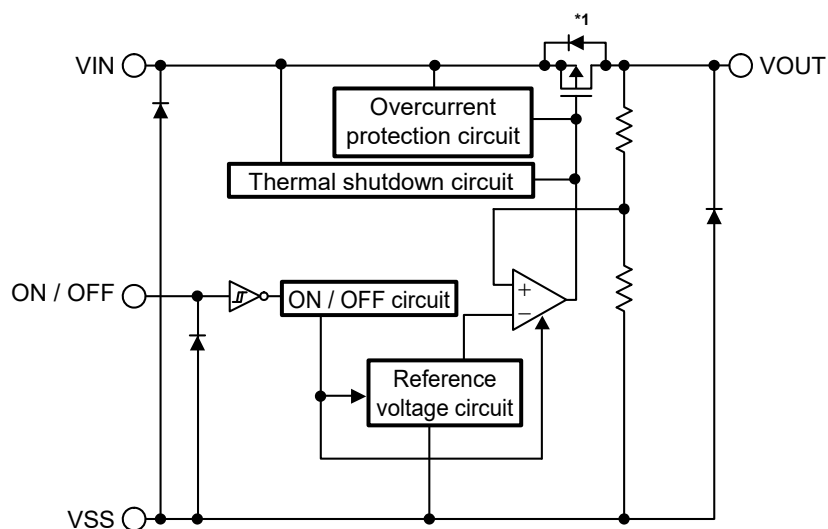 *1
VIN
VOUT
Overcurrent
protection circuit
Thermal shutdown circuit
ON / OFF
ON / OFF circuit
+
−
Reference
voltage circuit
VSS